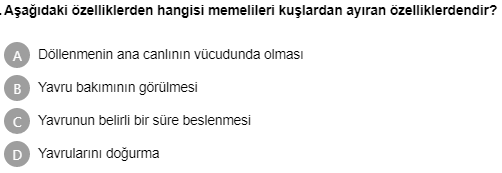 .Aşağıdaki özelliklerden hangisi memelileri kuşlardan ayıran özelliklerdendir?
A Döllenmenin ana canlının vücudunda olması
B Yavru bakımının görülmesi
C Yavrunun belirli bir süre beslenmesi
D Yavrularını doğurma